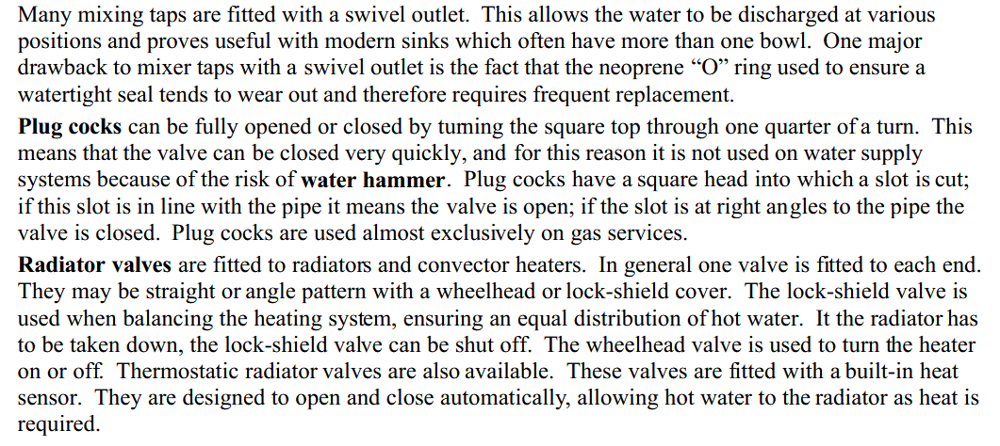 Many mixing taps are fitted with a swivel outlet. This allows the water to be discharged at various
positions and proves useful with modern sinks which often have more than one bowl. One major
drawback to mixer taps with a swivel outlet is the fact that the neoprene “O” ring used to ensure a
watertight seal tends to wear out and therefore requires frequent replacement.
Plug cocks can be fully opened or closed by tuming the square top through one quarter of a turn. This
means that the valve can be closed very quickly, and for this reason it is not used on water supply
systems because of the risk of water hammer. Plug cocks have a square head into which a slot is cut;
if this slot is in line with the pipe it means the valve is open; if the slot is at right angles to the pipe the
valve is closed. Plug cocks are used almost exclusively on gas services.
Radiator valves are fitted to radiators and convector heaters. In general one valve is fitted to each end.
They may be straight or angle pattern with a wheelhead or lock-shield cover. The lock-shield valve is
used when balancing the heating system, ensuring an equal distribution of hot water. It the radiator has
to be taken down, the lock-shield valve can be shut off. The wheelhead valve is used to turn the heater
on or off. Thermostatic radiator valves are also available. These valves are fitted with a built-in heat
sensor. They are designed to open and close automatically, allowing hot water to the radiator as heat is
required.